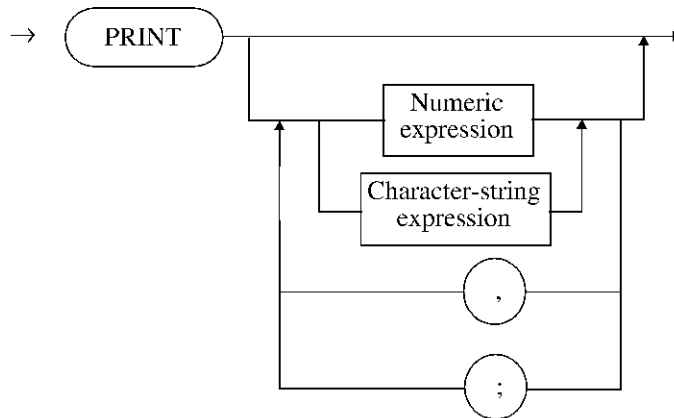 PRINT
Numeric
expression
Character-string
expression
,
;